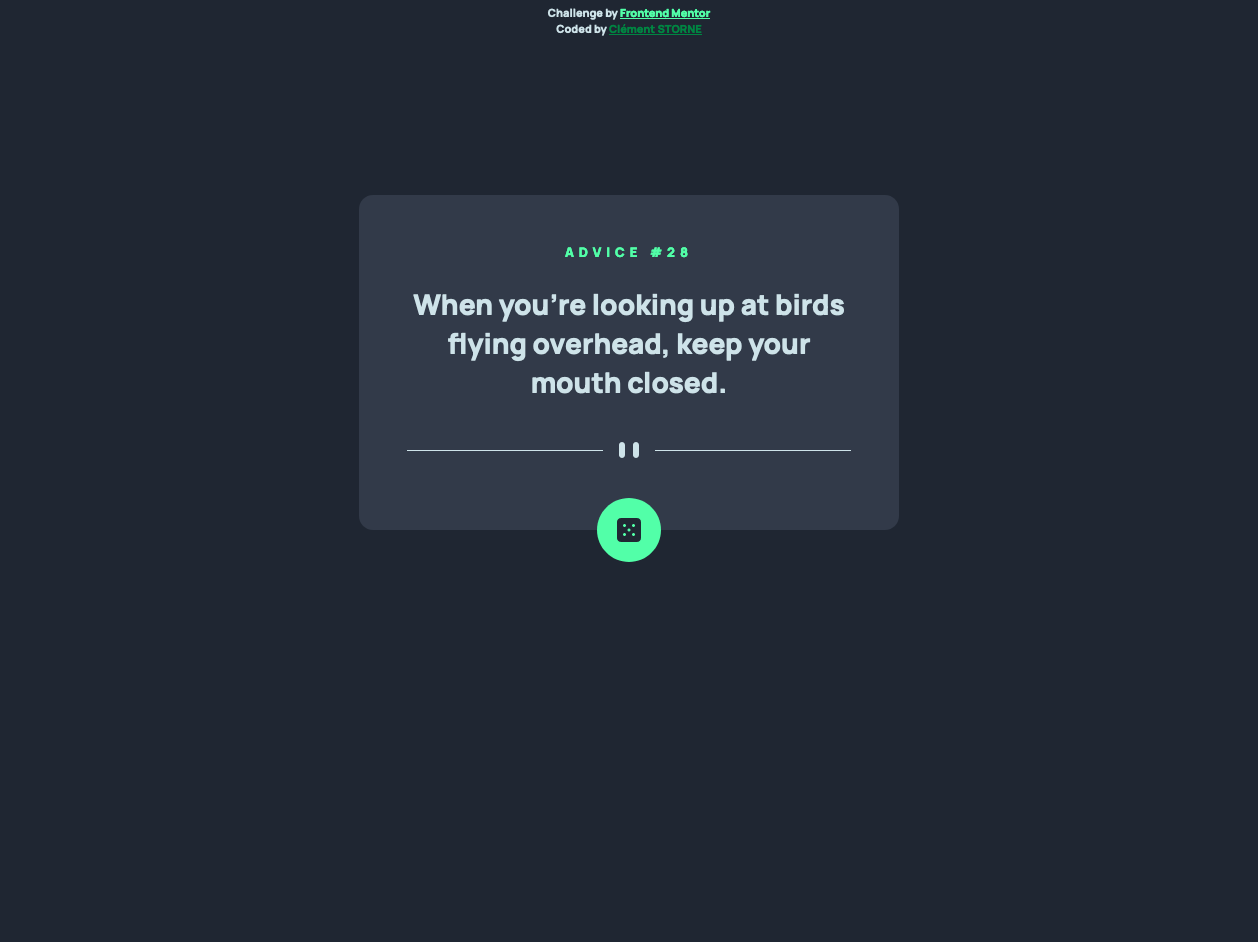 Challenge by Frontend Mentor
Coded by Clément STORNE
ADVICE #28
When you’re looking up at birds
flying overhead, keep your
mouth closed.